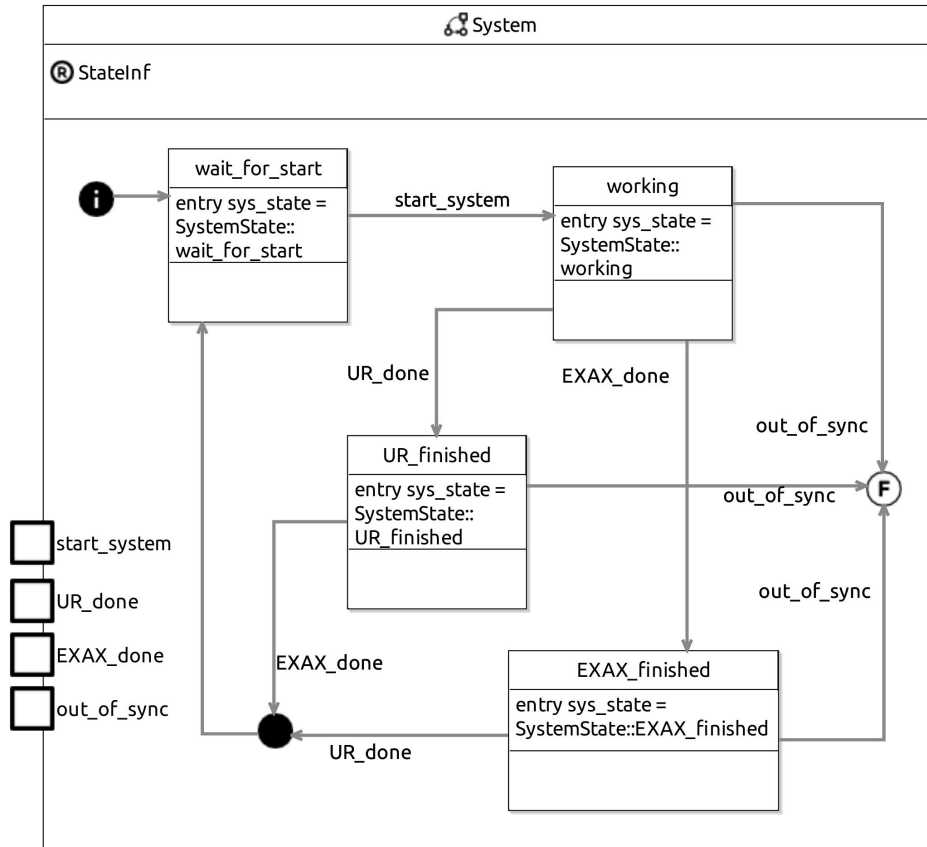 System
R StateInf
wait_for_start
entry sys_state =
SystemState::
wait_for_start
i
start_system
working
entry sys_state =
SystemState::
working
UR_done
EXAX_done
out_of_sync
UR_finished
entry sys_state =
SystemState::
UR_finished
out_of_sync
F
start_system
UR_done
EXAX_done
out_of_sync
out_of_sync
EXAX_done
EXAX_finished
entry sys_state =
SystemState::EXAX_finished
UR_done